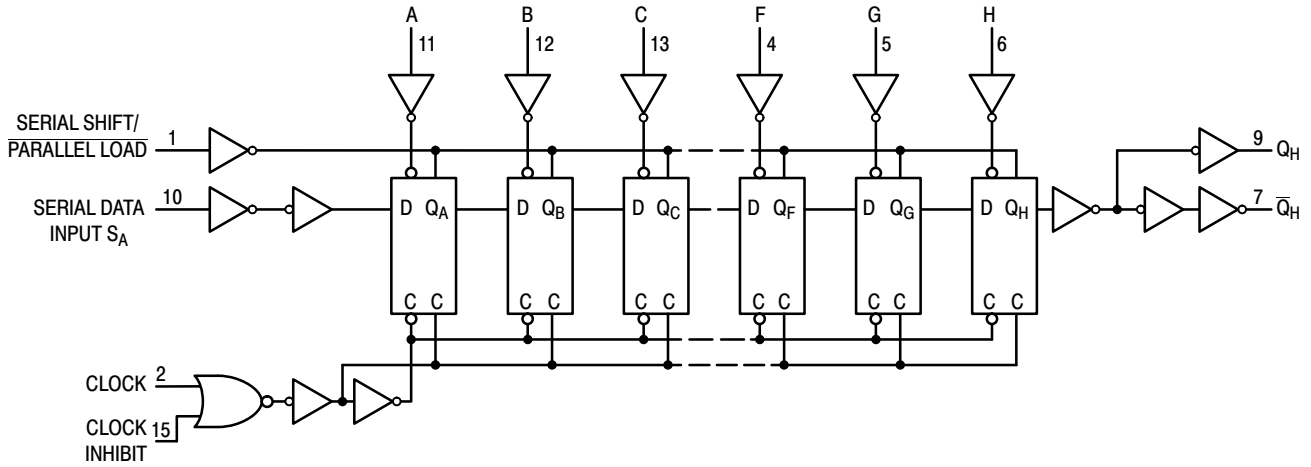 A B C F G H
11 12 13 4 5 6
SERIAL SHIFT/
PARALLEL LOAD 1
9 QH
10
SERIAL DATA
INPUT SA
D QA D QB D QC D QF D QG D QH
7 QH
C C C C C C C C C C C C
CLOCK 2
CLOCK 15
INHIBIT